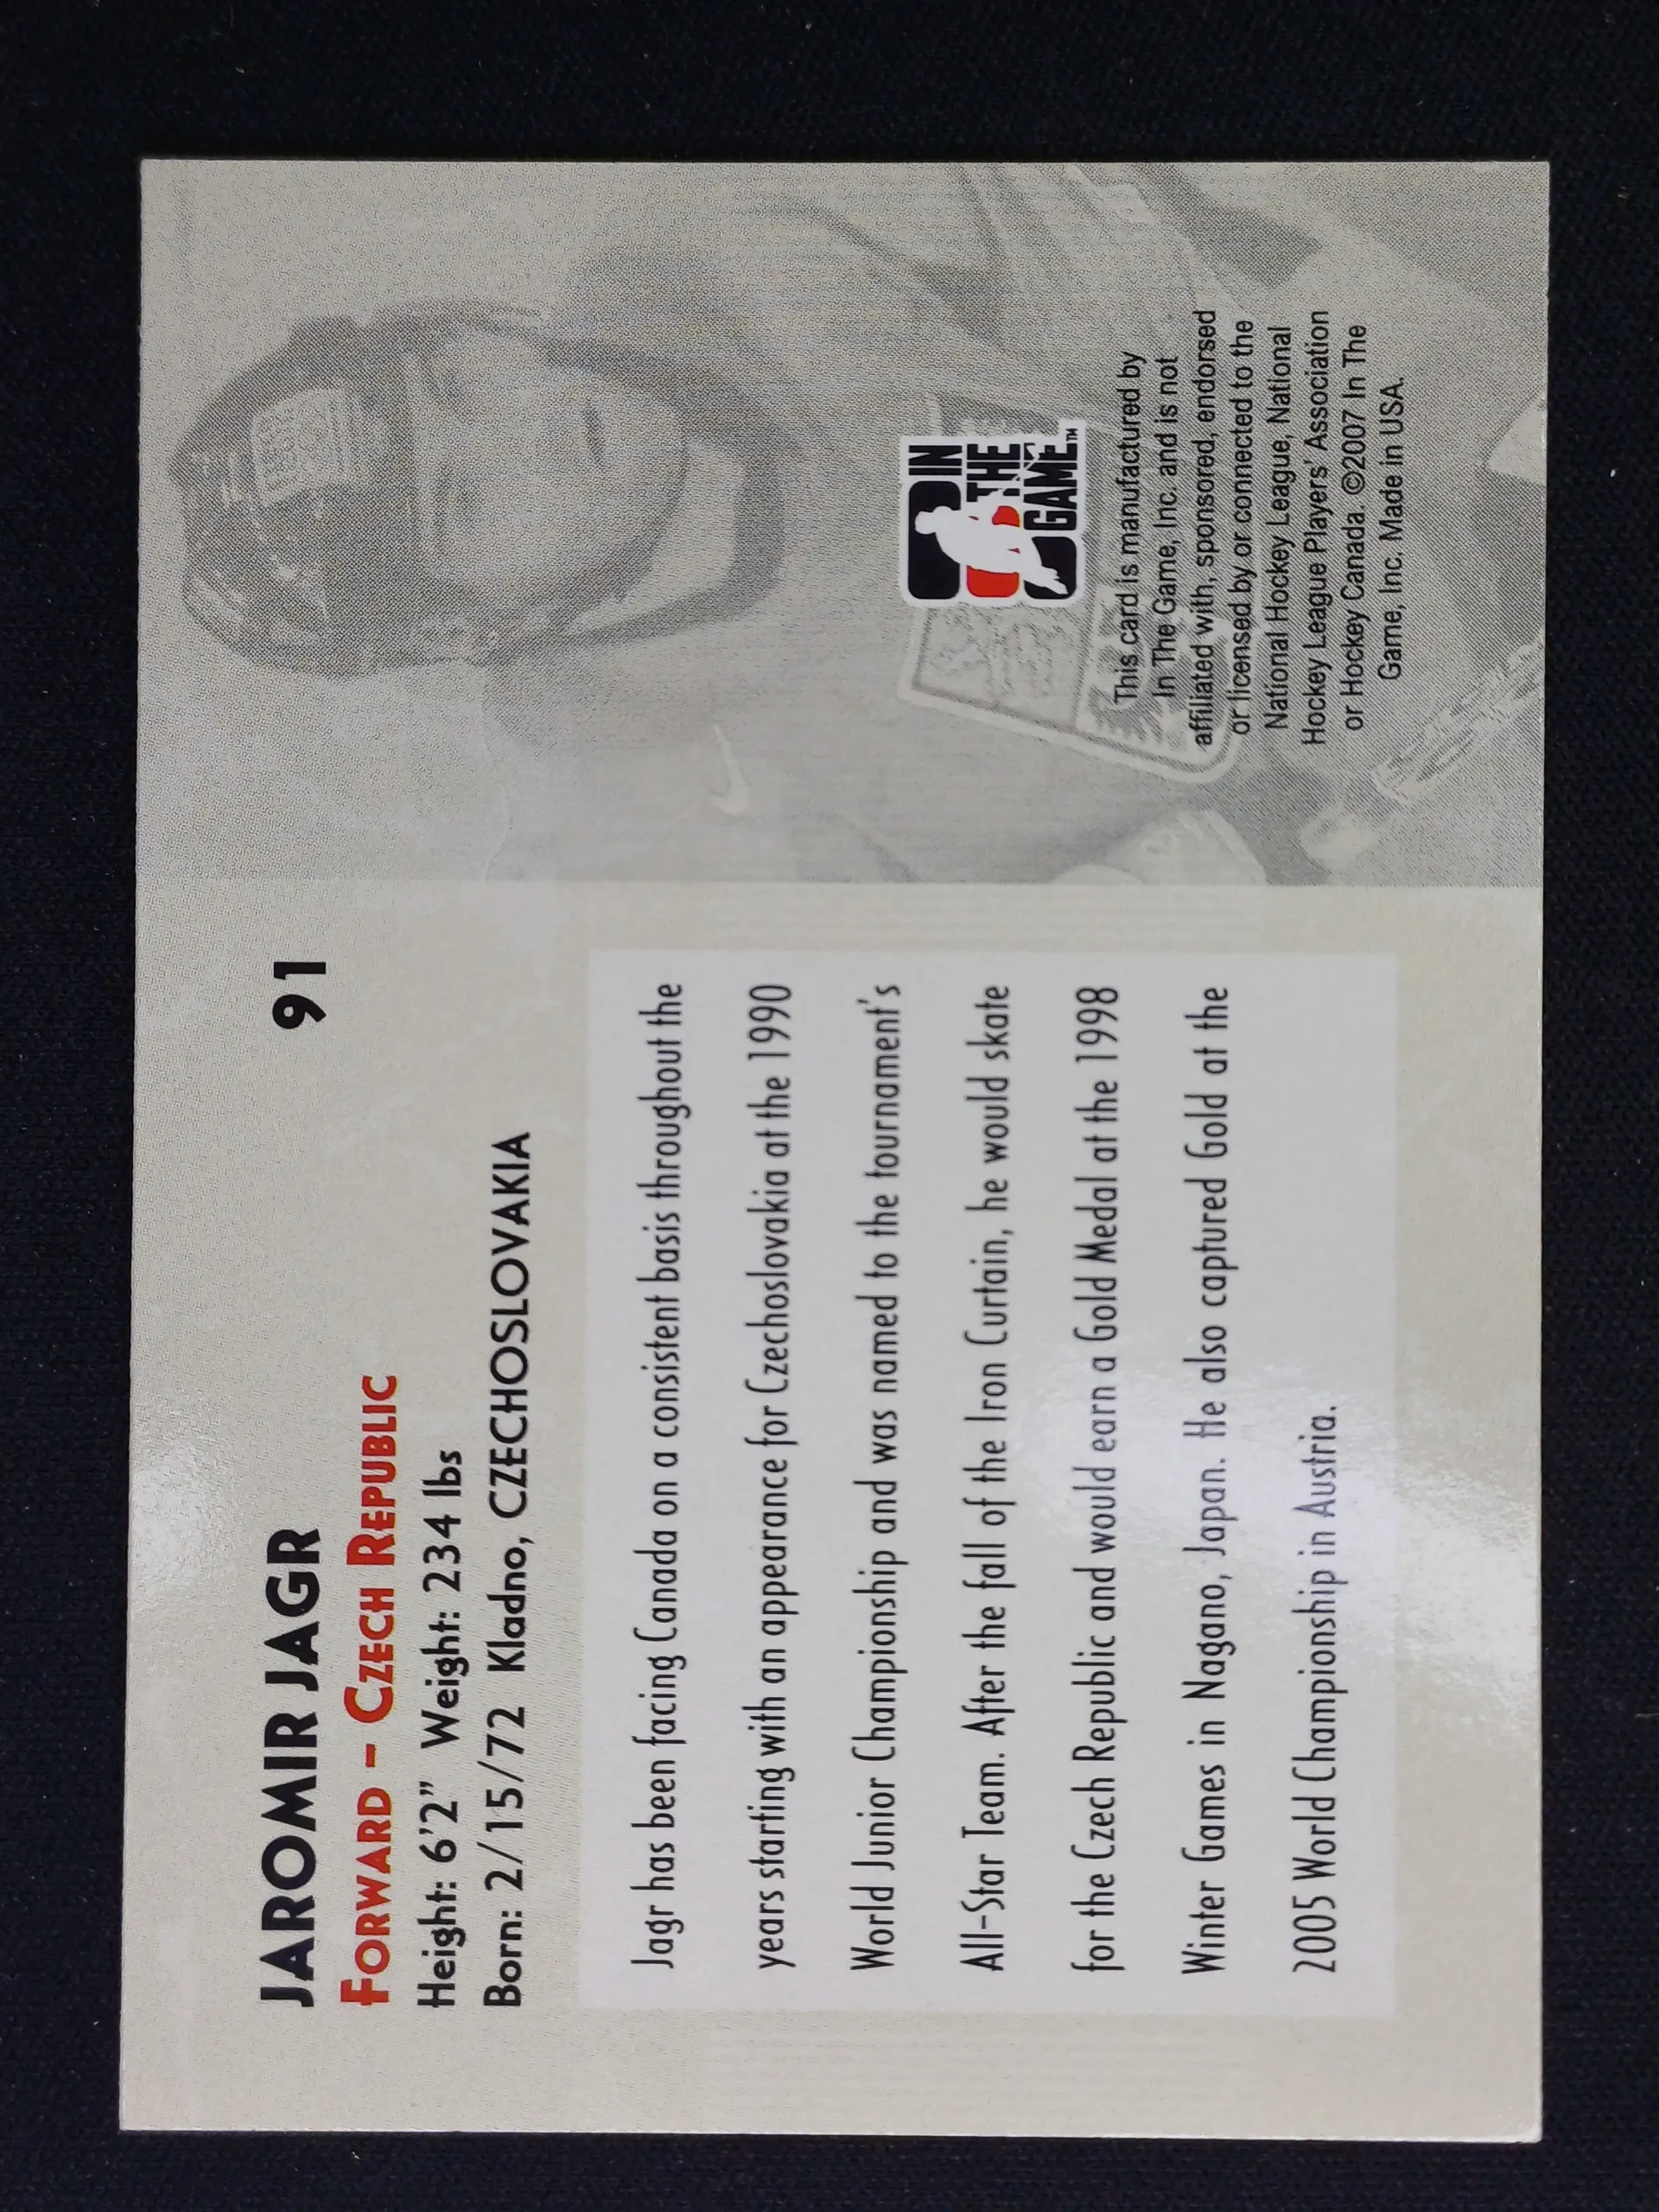 JAROMIR JAGR 91
FORWARD – CZECH REPUBLIC
Height: 6'2" Weight: 234 lbs
Born: 2/15/72 Kladno, CZECHOSLOVAKIA
Jagr has been facing Canada on a consistent basis throughout the
years starting with an appearance for Czechoslovakia at the 1990
World Junior Championship and was named to the tournament's
All-Star Team. After the fall of the Iron Curtain, he would skate
for the Czech Republic and would earn a Gold Medal at the 1998
Winter Games in Nagano, Japan. He also captured Gold at the
2005 World Championship in Austria.
IN
THE
GAME™
This card is manufactured by
In The Game, Inc. and is not
affiliated with, sponsored, endorsed
or licensed by or connected to the
National Hockey League, National
Hockey League Players' Association
or Hockey Canada. ©2007 In The
Game, Inc. Made in USA.